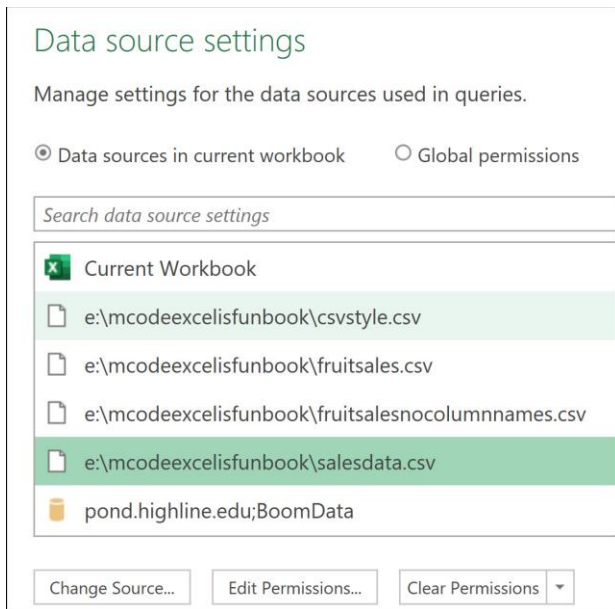 Data source settings
Manage settings for the data sources used in queries.
Data sources in current workbook Global permissions
Search data source settings
Current Workbook
e:\mcodeexcelisfunbook\csvstyle.csv
e:\mcodeexcelisfunbook\fruitsales.csv
e:\mcodeexcelisfunbook\fruitsalesnocolumnnames.csv
e:\mcodeexcelisfunbook\salesdata.csv
pond.highline.edu;BoomData
Change Source... Edit Permissions... Clear Permissions